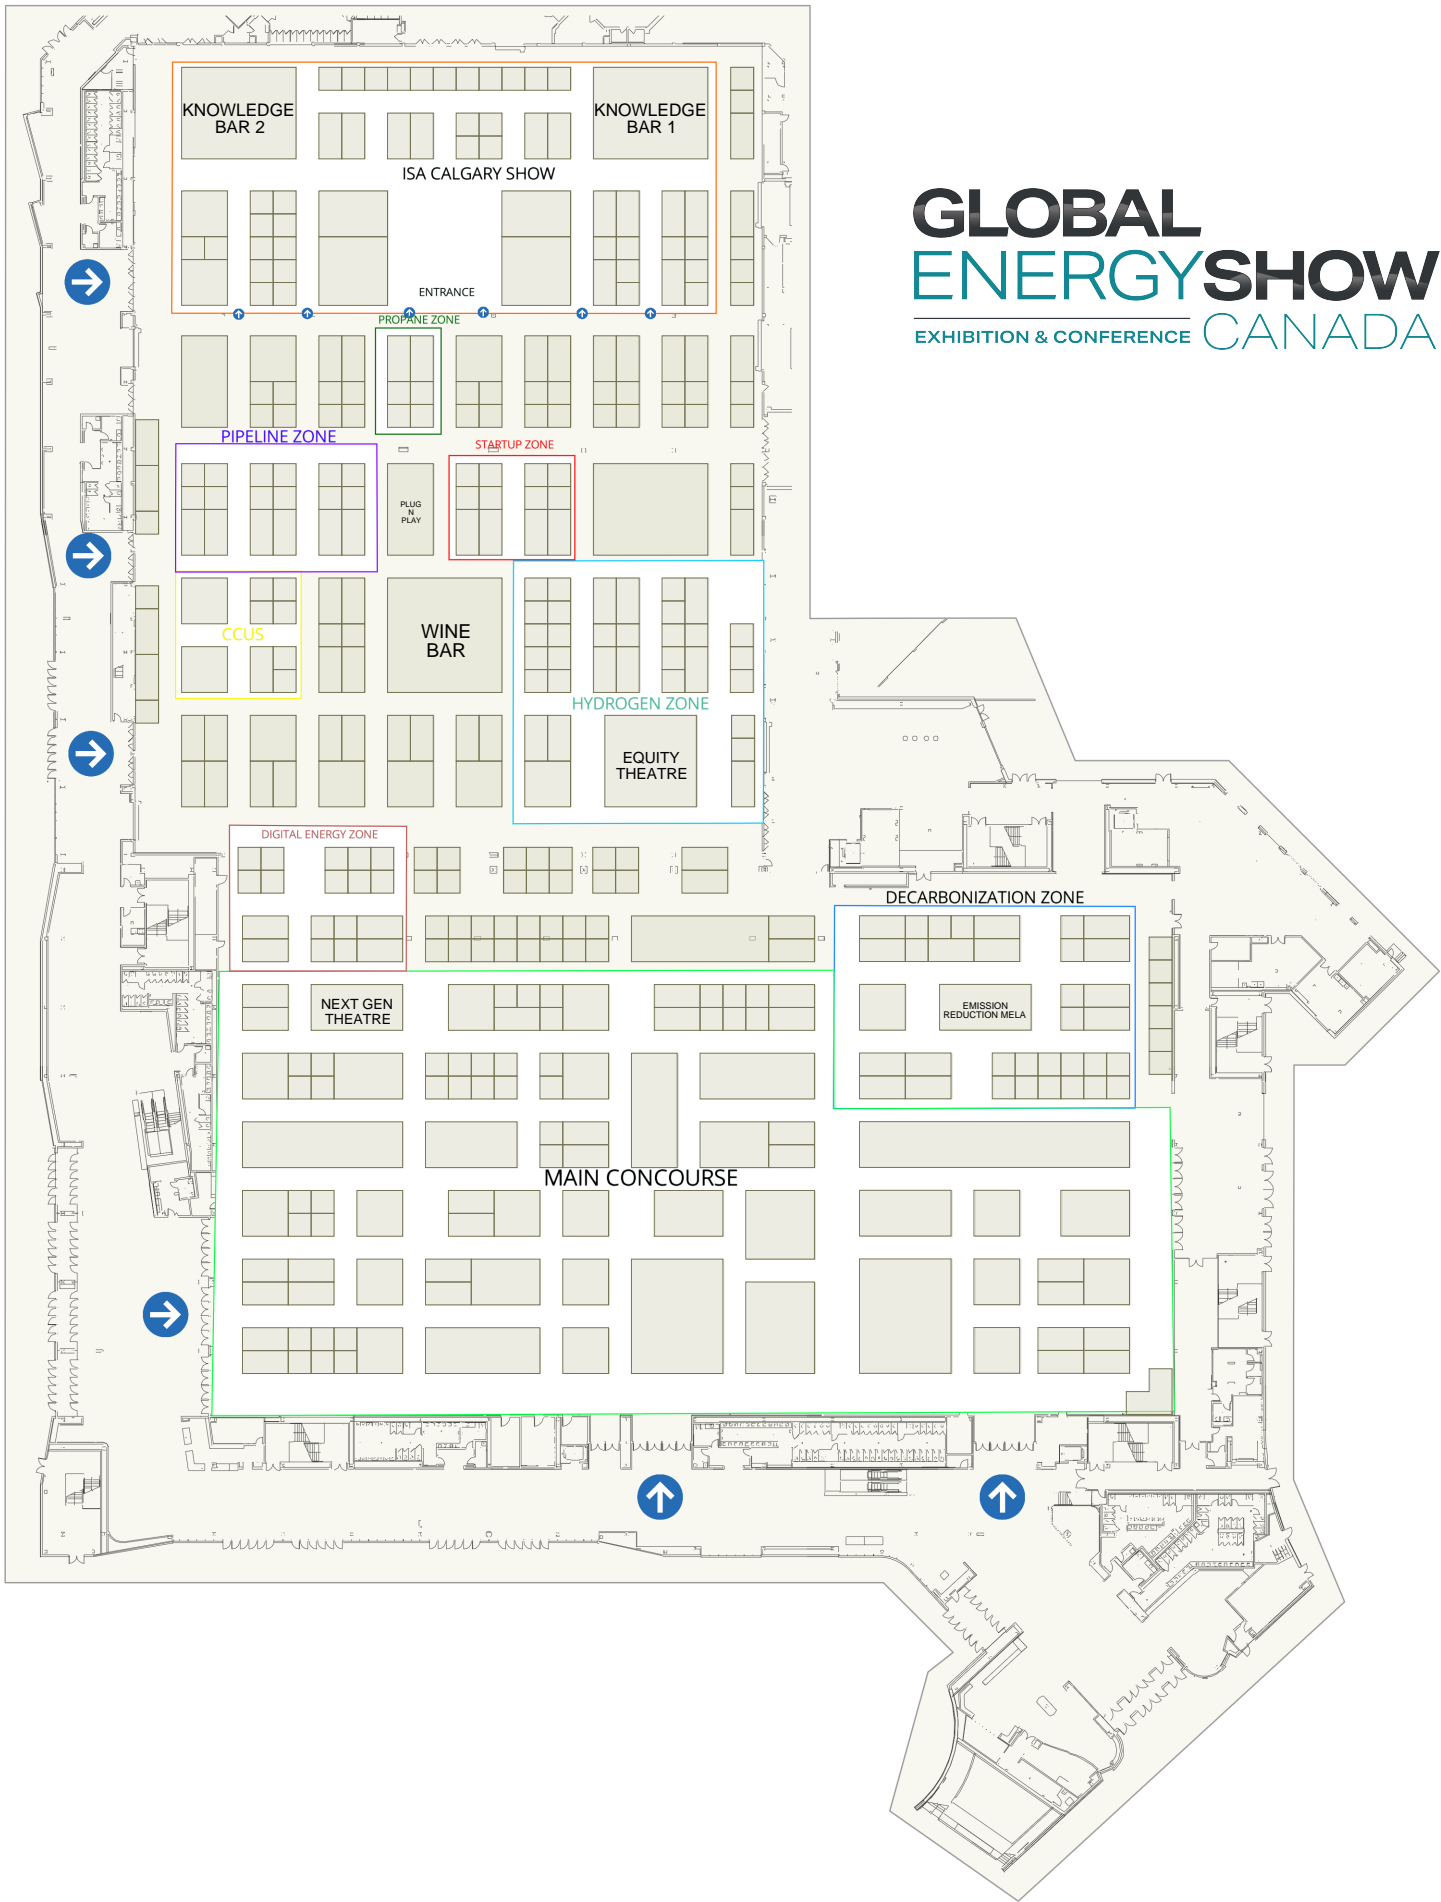 KNOWLEDGE
BAR 2
KNOWLEDGE
BAR 1
ISA CALGARY SHOW
GLOBAL
ENERGYSHOW
EXHIBITION & CONFERENCE CANADA
ENTRANCE
PROPANE ZONE
PIPELINE ZONE
STARTUP ZONE
PLUG
N
PLAY
CCUS
WINE
BAR
HYDROGEN ZONE
EQUITY
THEATRE
DIGITAL ENERGY ZONE
DECARBONIZATION ZONE
NEXT GEN
THEATRE
EMISSION
REDUCTION MELA
MAIN CONCOURSE